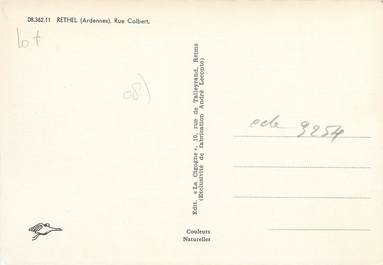 08.362.11 RETHEL (Ardennes). Rue Colbert.
lot
08)
Edit. « La Cigogne », 10, rue de Talleyrand, Reims
(Exclusivité de fabrication André Leconte)
9254
Couleurs
Naturelles